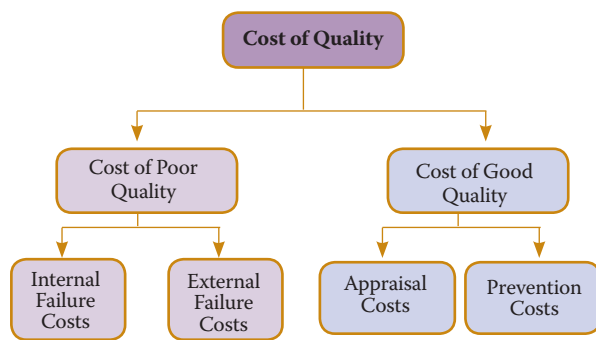 Cost of Quality
Cost of Poor
Quality
Cost of Good
Quality
Internal
Failure
Costs
External
Failure
Costs
Appraisal
Costs
Prevention
Costs